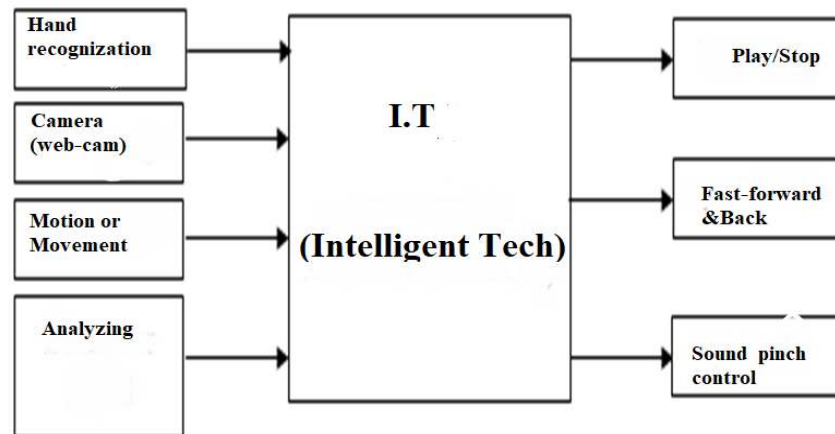 Hand
recognization
Camera
(web-cam)
Motion or
Movement
Analyzing
I.T
(Intelligent Tech)
Play/Stop
Fast-forward
&Back
Sound pinch
control